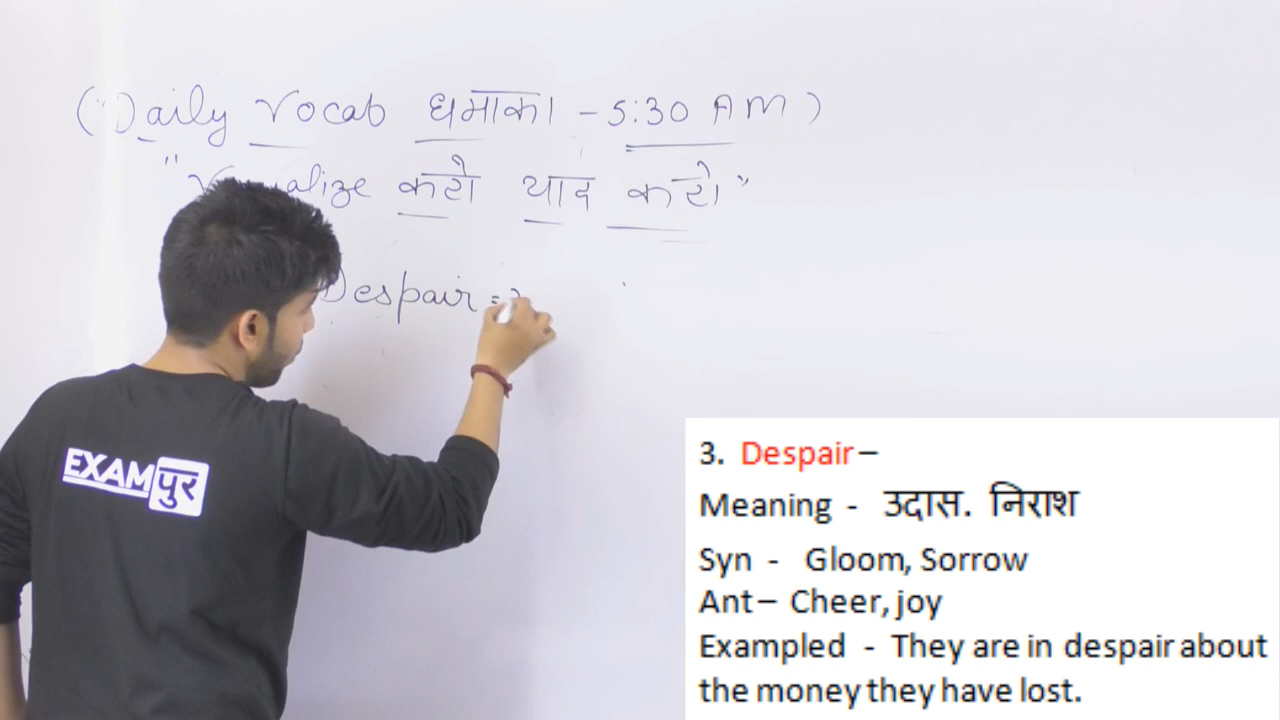 (Daily Vocab धमाका - 5:30 AM)
करो याद करो"
Despair =
EXAMपुर
3. Despair –
Meaning - उदास. निराश
Syn - Gloom, Sorrow
Ant – Cheer, joy
Exampled - They are in despair about
the money they have lost.